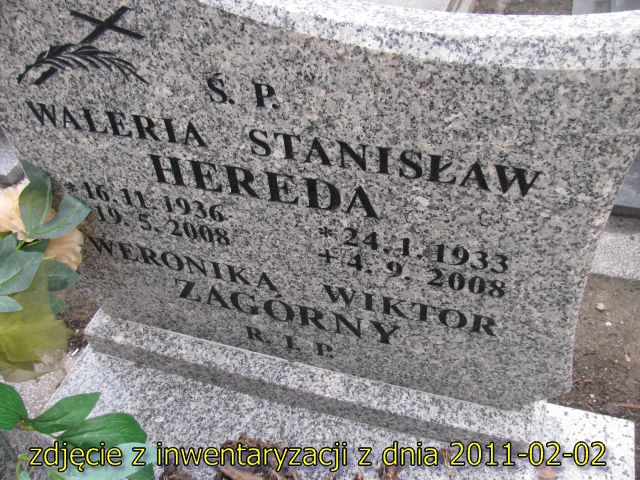 Ś. P.
WALERIA STANISŁAW
HEREDA
*16.11.1936 *24.1.1933
19.5.2008 +4.9.2008
WERONIKA WIKTOR
ZAGÓRNY
R.I.P.
zdjęcie z inwentaryzacji z dnia 2011-02-02